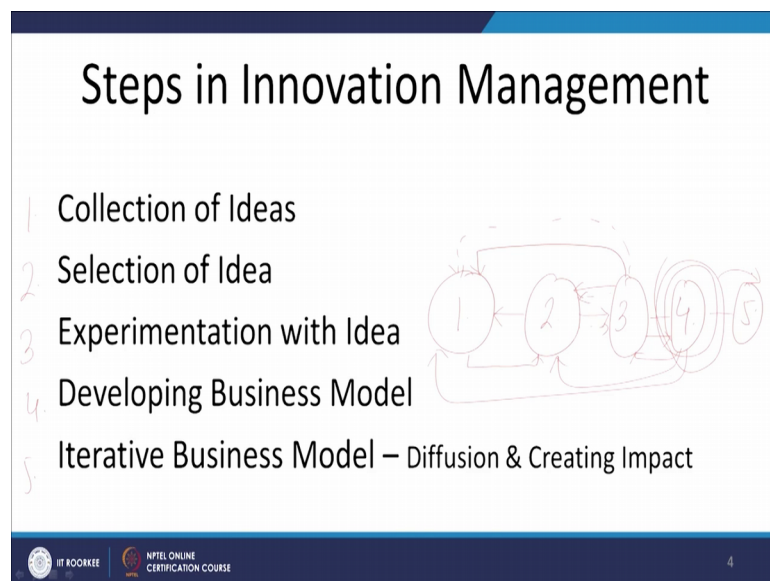 Steps in Innovation Management
1. Collection of Ideas
2. Selection of Idea
3 Experimentation with Idea
4. Developing Business Model
5. Iterative Business Model – Diffusion & Creating Impact
1 2 3 4 5
IIT ROORKEE
NPTEL ONLINE
CERTIFICATION COURSE
4